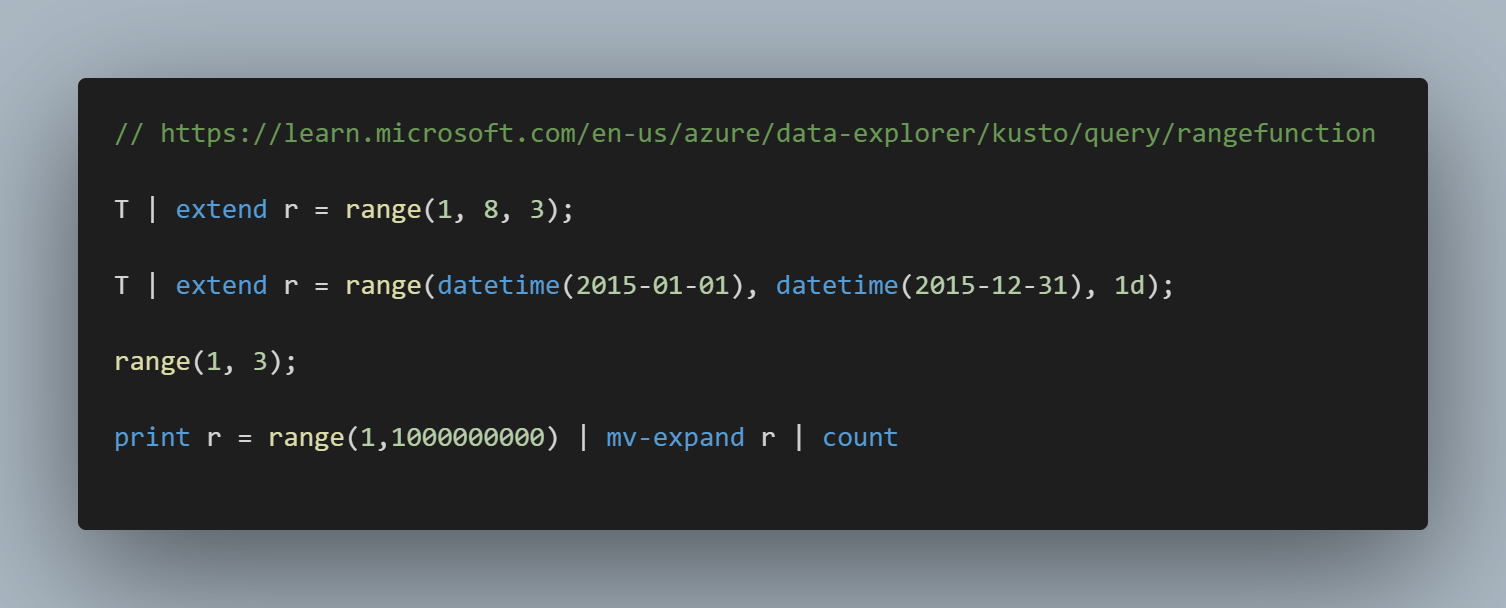 // https://learn.microsoft.com/en-us/azure/data-explorer/kusto/query/rangefunction
T | extend r = range(1, 8, 3);
T | extend r = range(datetime(2015-01-01), datetime(2015-12-31), 1d);
range(1, 3);
print r = range(1,1000000000) | mv-expand r | count